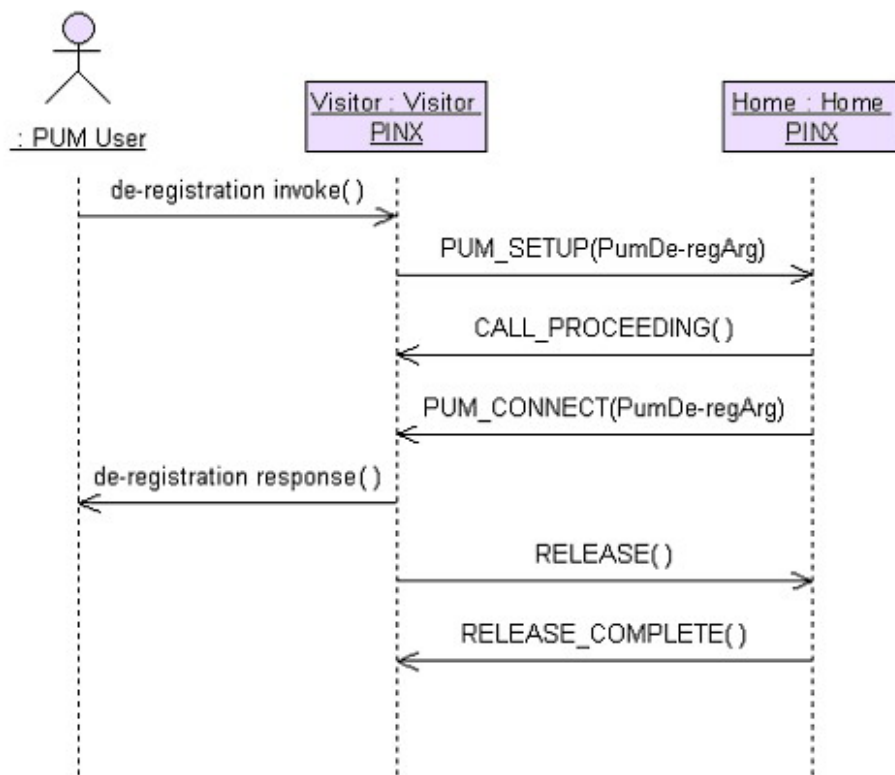 : PUM User
Visitor : Visitor
PINX
Home : Home
PINX
de-registration invoke( )
PUM_SETUP(PumDe-regArg)
CALL_PROCEEDING( )
PUM_CONNECT(PumDe-regArg)
de-registration response( )
RELEASE( )
RELEASE_COMPLETE( )